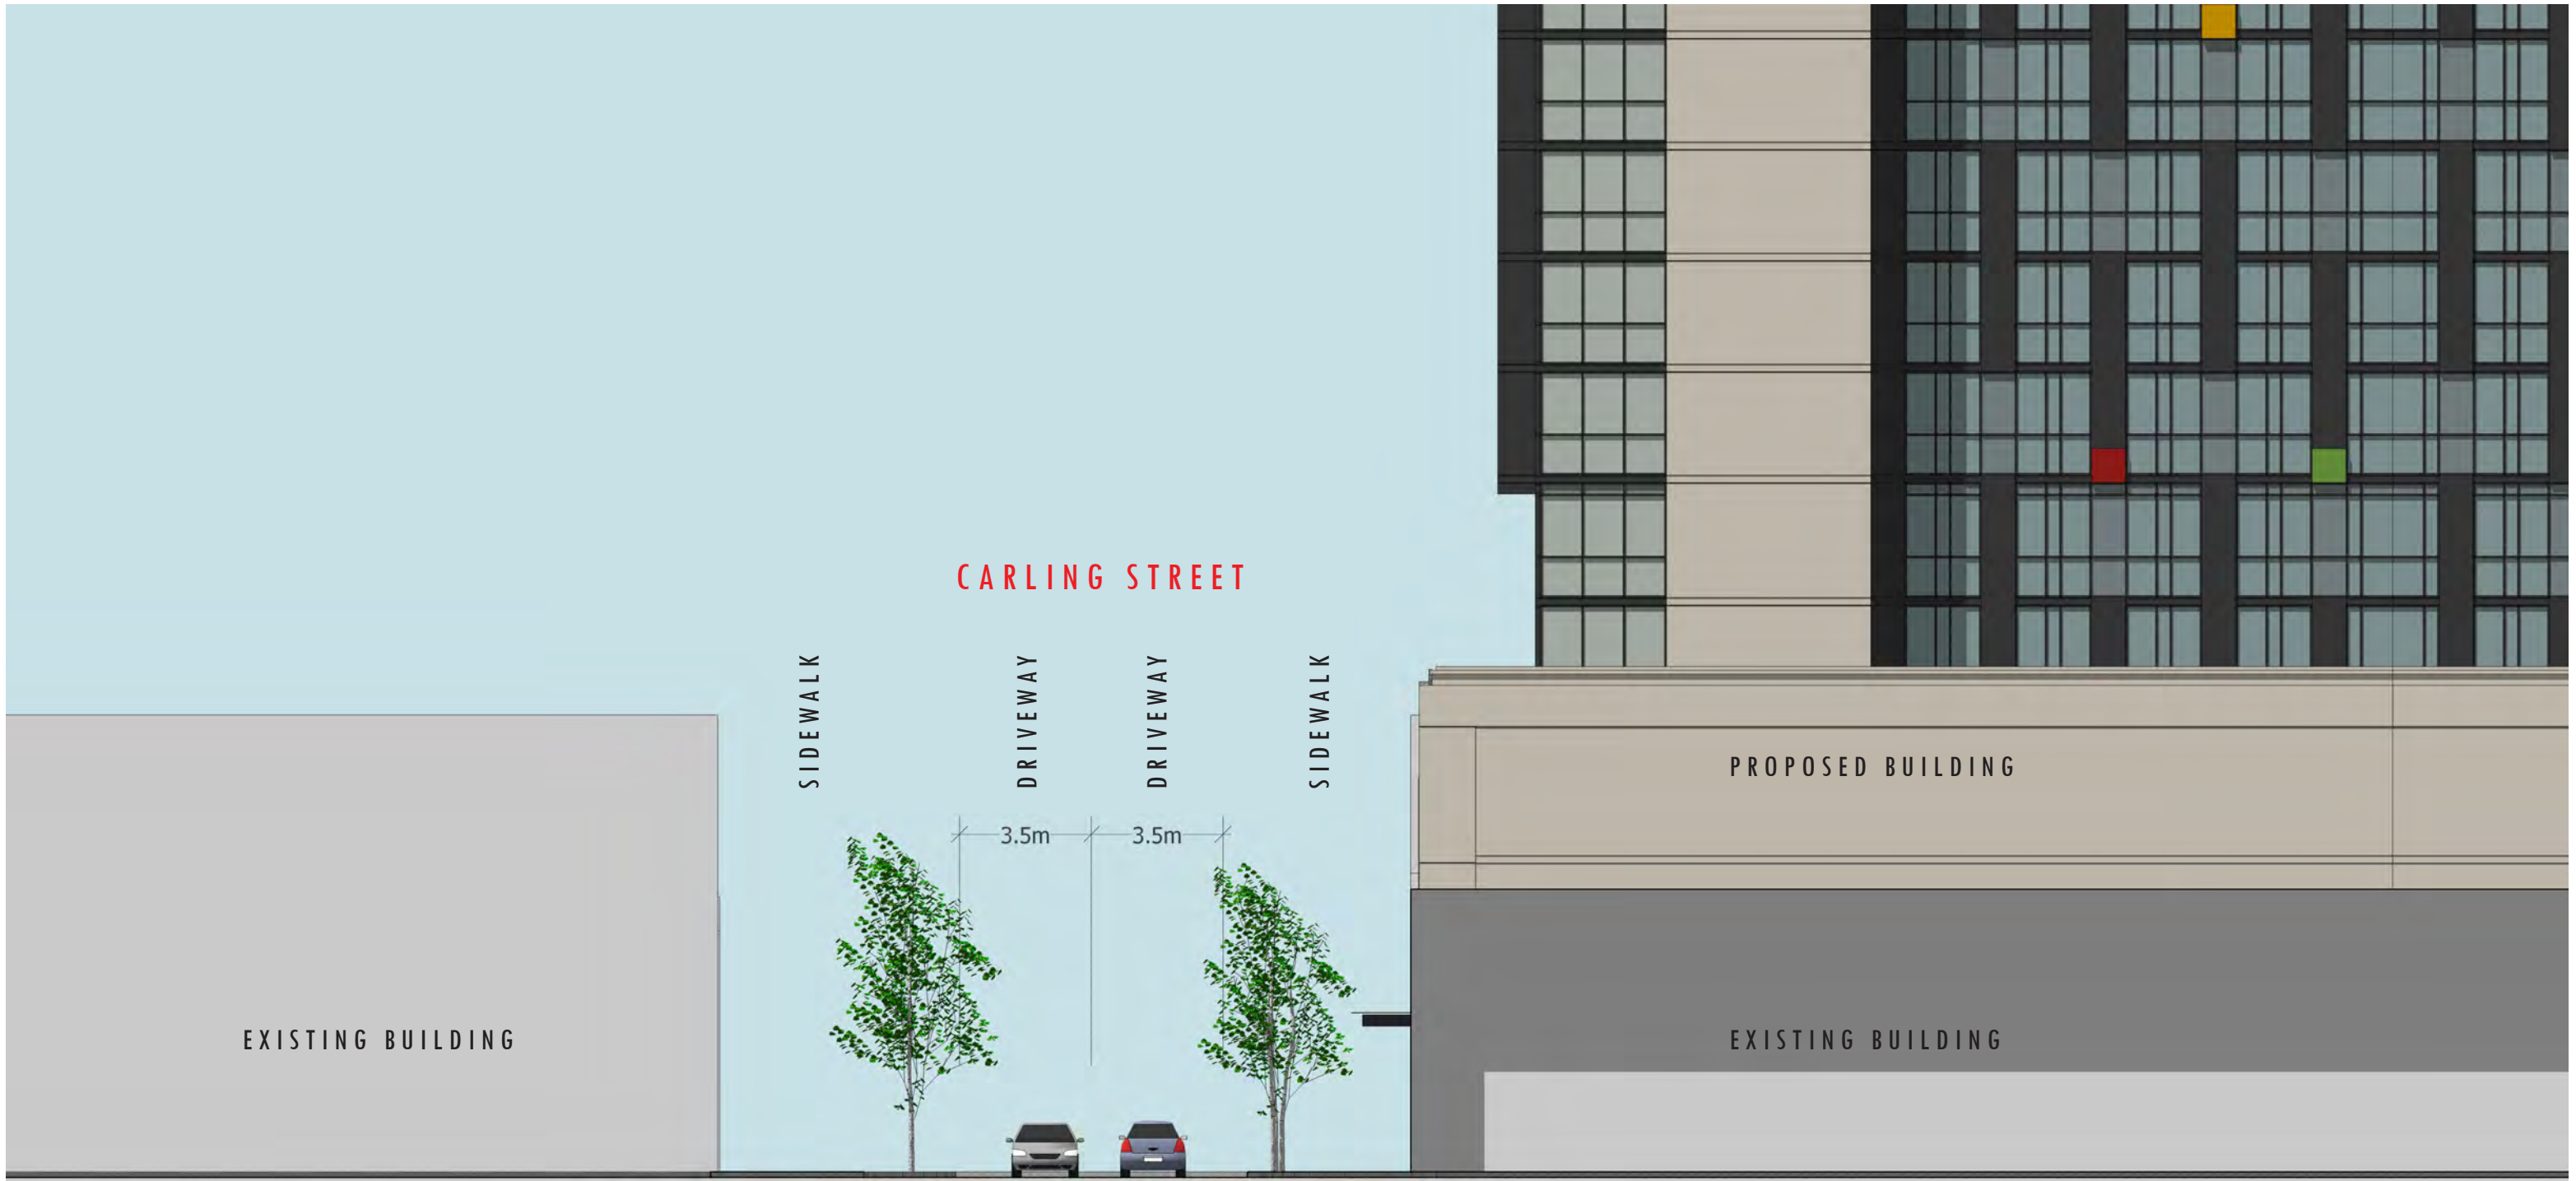 CARLING STREET
SIDEWALK
DRIVEWAY
DRIVEWAY
SIDEWALK
PROPOSED BUILDING
3.5m
3.5m
EXISTING BUILDING
EXISTING BUILDING